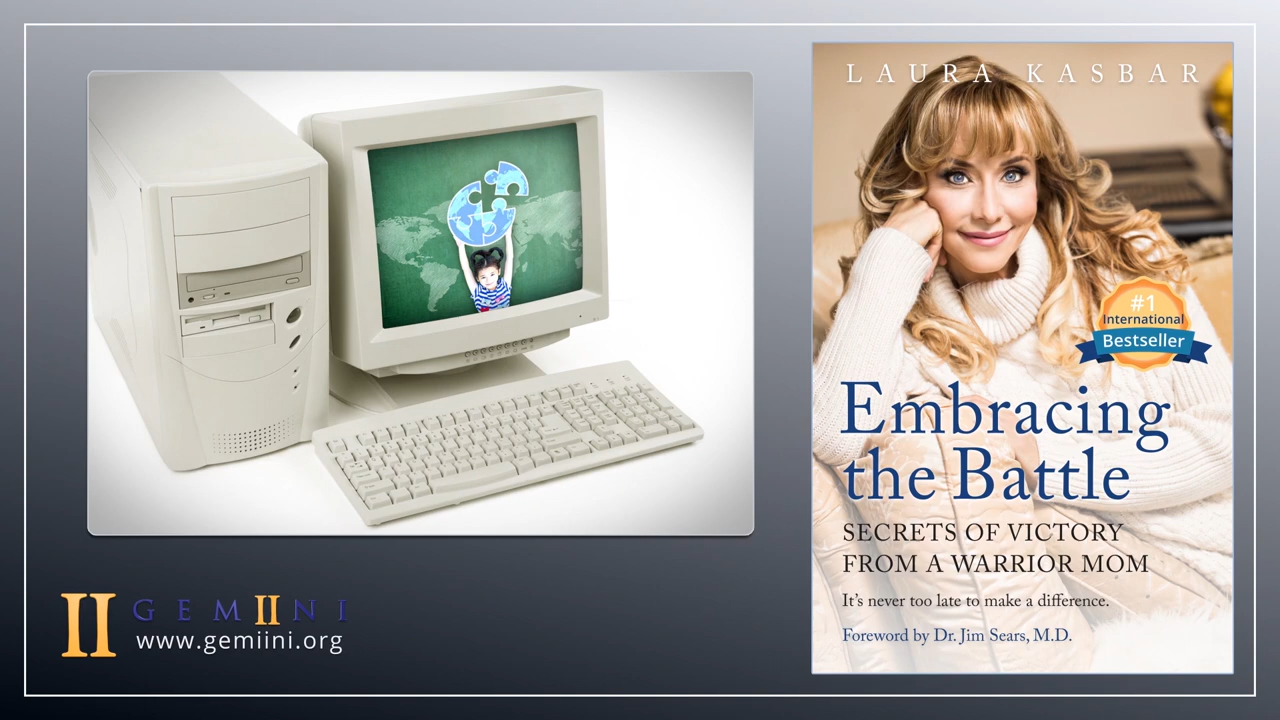 LAURA KASBAR
#1
International
Bestseller
Embracing
the Battle
SECRETS OF VICTORY
FROM A WARRIOR MOM
It's never too late to make a difference.
Foreword by Dr. Jim Sears, M.D.
II GEMIINI
www.gemiini.org